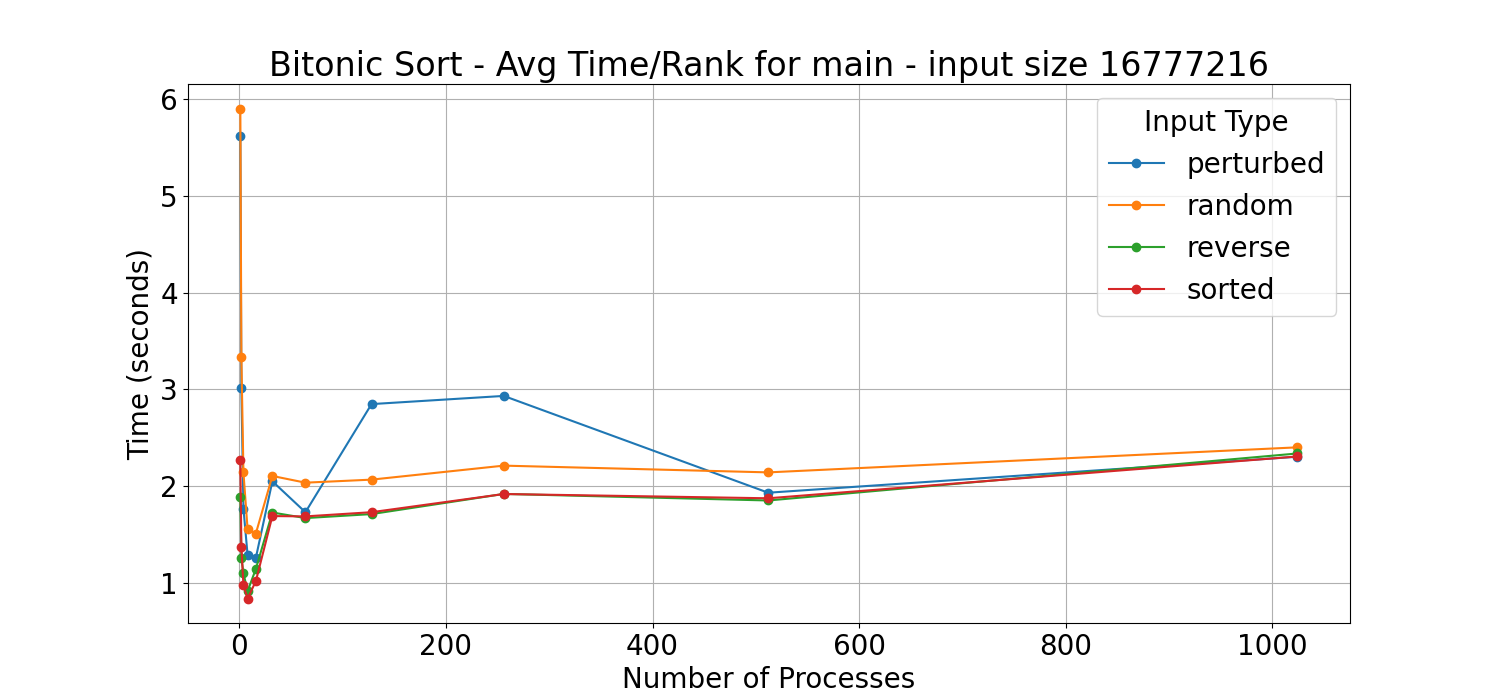 Bitonic Sort - Avg Time/Rank for main - input size 16777216
Time (seconds)
6
5
4
3
2
1
Input Type
perturbed
random
reverse
sorted
0 200 400 600 800 1000
Number of Processes